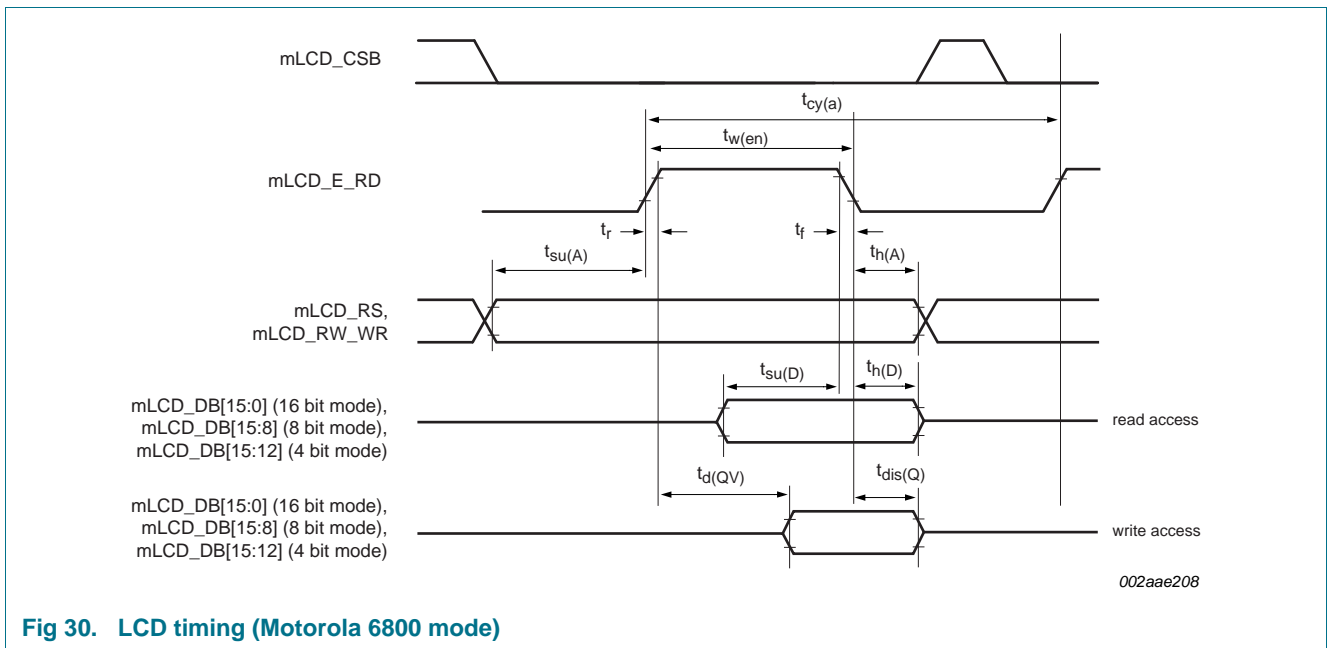 mLCD_CSB
tcy(a)
tw(en)
mLCD_E_RD
tr
tf
tsu(A)
th(A)
mLCD_RS,
mLCD_RW_WR
tsu(D)
th(D)
mLCD_DB[15:0] (16 bit mode),
mLCD_DB[15:8] (8 bit mode),
mLCD_DB[15:12] (4 bit mode)
read access
td(QV)
tdis(Q)
mLCD_DB[15:0] (16 bit mode),
mLCD_DB[15:8] (8 bit mode),
mLCD_DB[15:12] (4 bit mode)
write access
002aae208
Fig 30. LCD timing (Motorola 6800 mode)